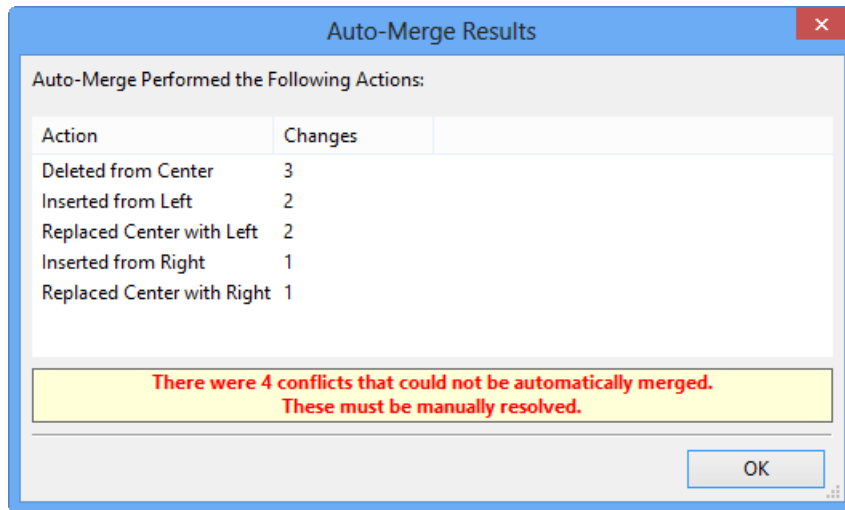 Auto-Merge Results
Auto-Merge Performed the Following Actions:
Action Changes
Deleted from Center 3
Inserted from Left 2
Replaced Center with Left 2
Inserted from Right 1
Replaced Center with Right 1
There were 4 conflicts that could not be automatically merged.
These must be manually resolved.
OK